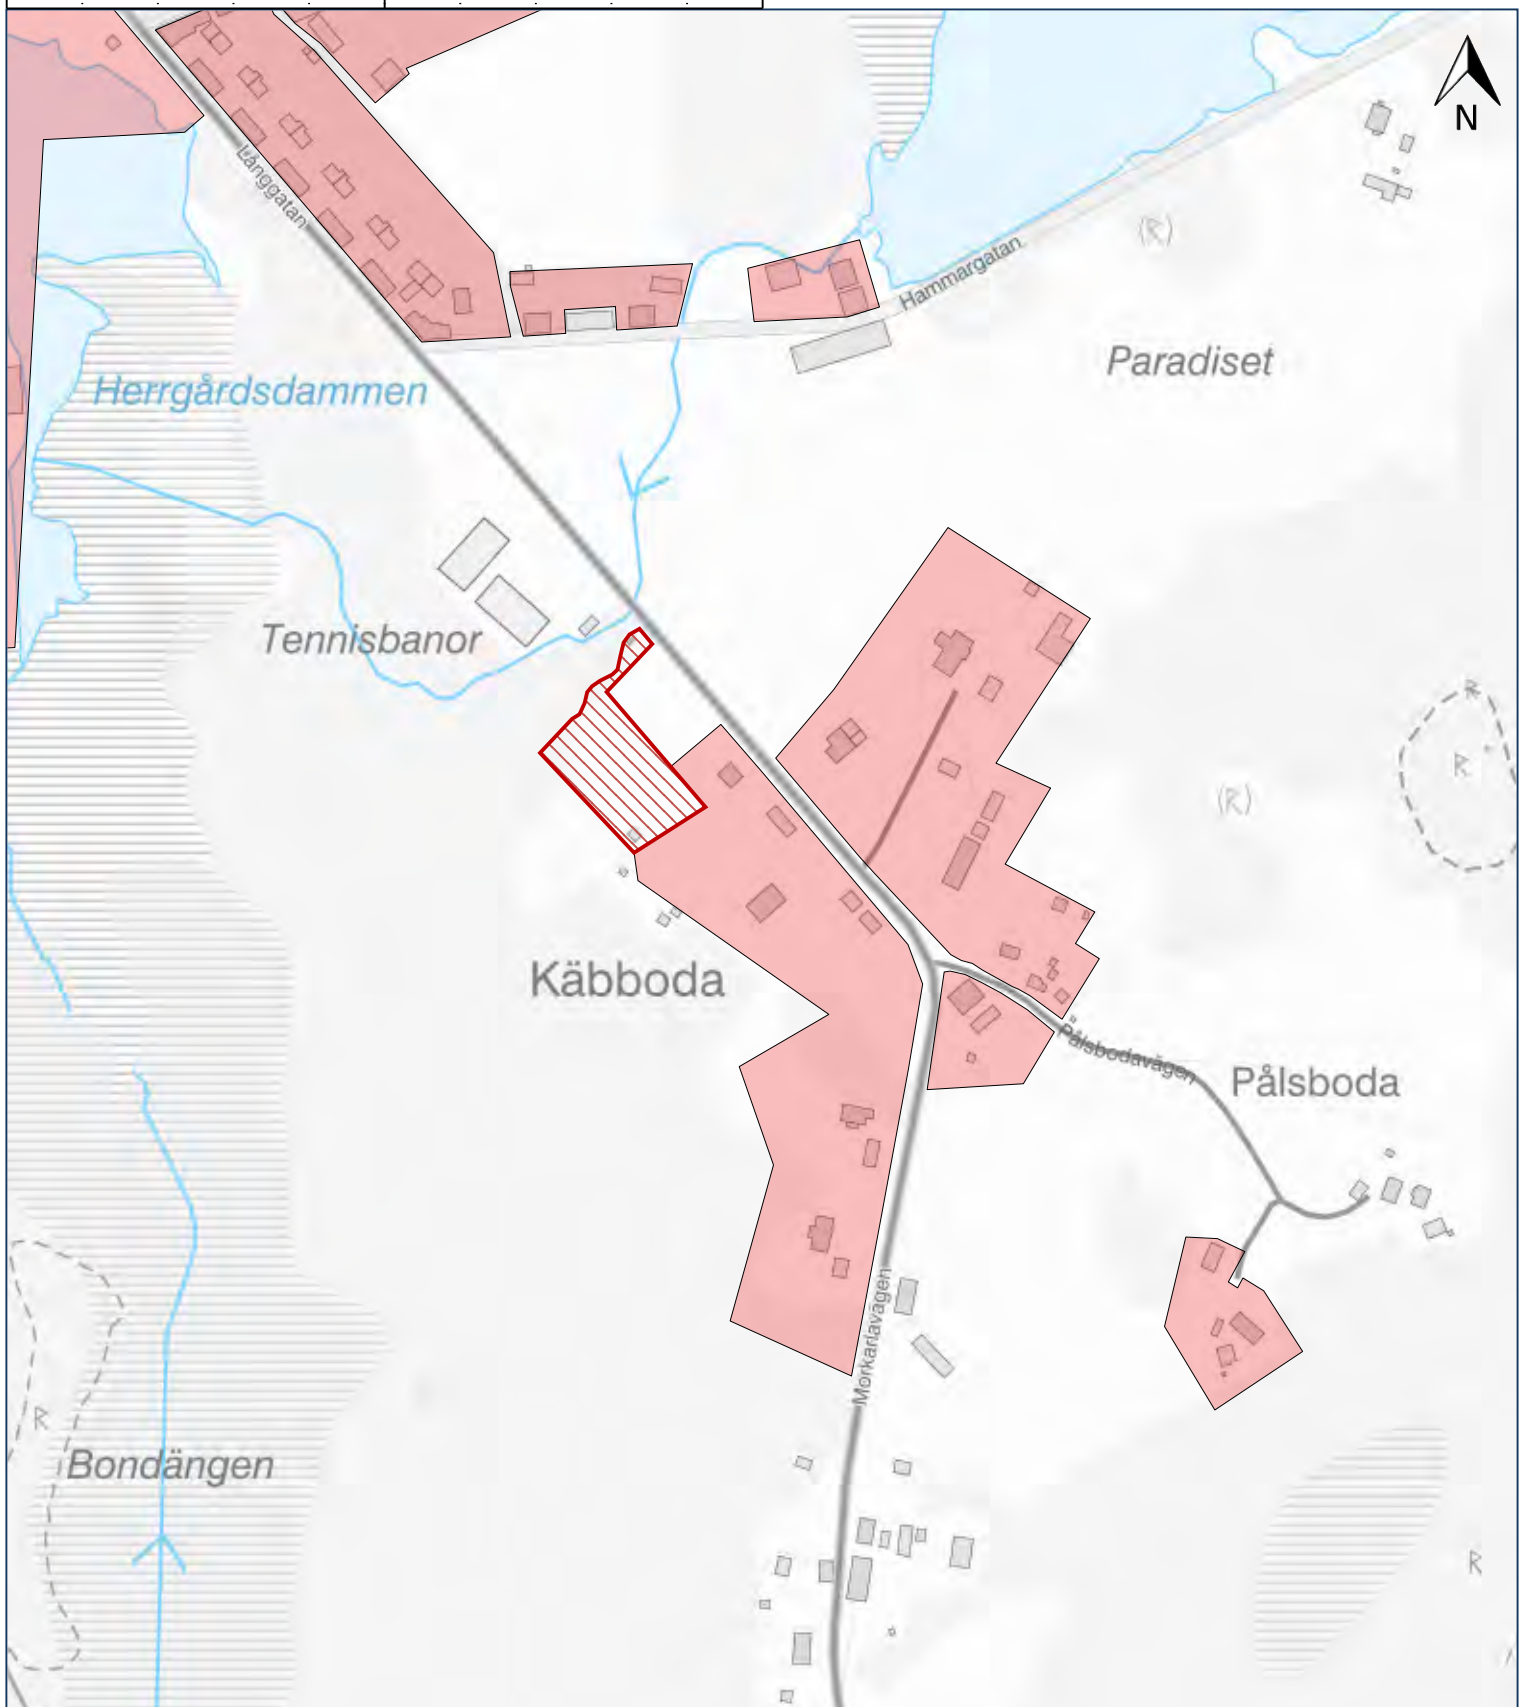 N
Långgatan
(R)
Hammargatan
Paradiset
Herrgårdsdammen
Tennisbanor
R
R
(R)
Käbboda
Pålsbodavägen
Pålsboda
Morkarlavägen
R
Bondängen
R